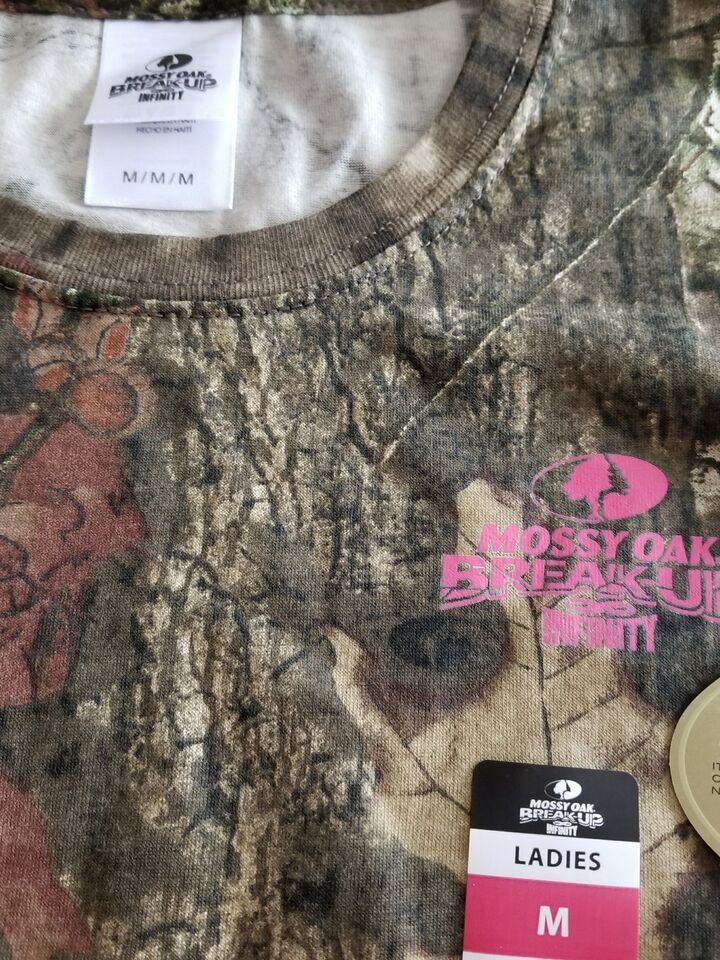 MOSSY OAK
BREAK-UP
INFINITY
HECHO EN HAITI
M/M/M
MOSSY OAK
BREAK-UP
INFINITY
MOSSY OAK
BREAK-UP
INFINITY
LADIES
M